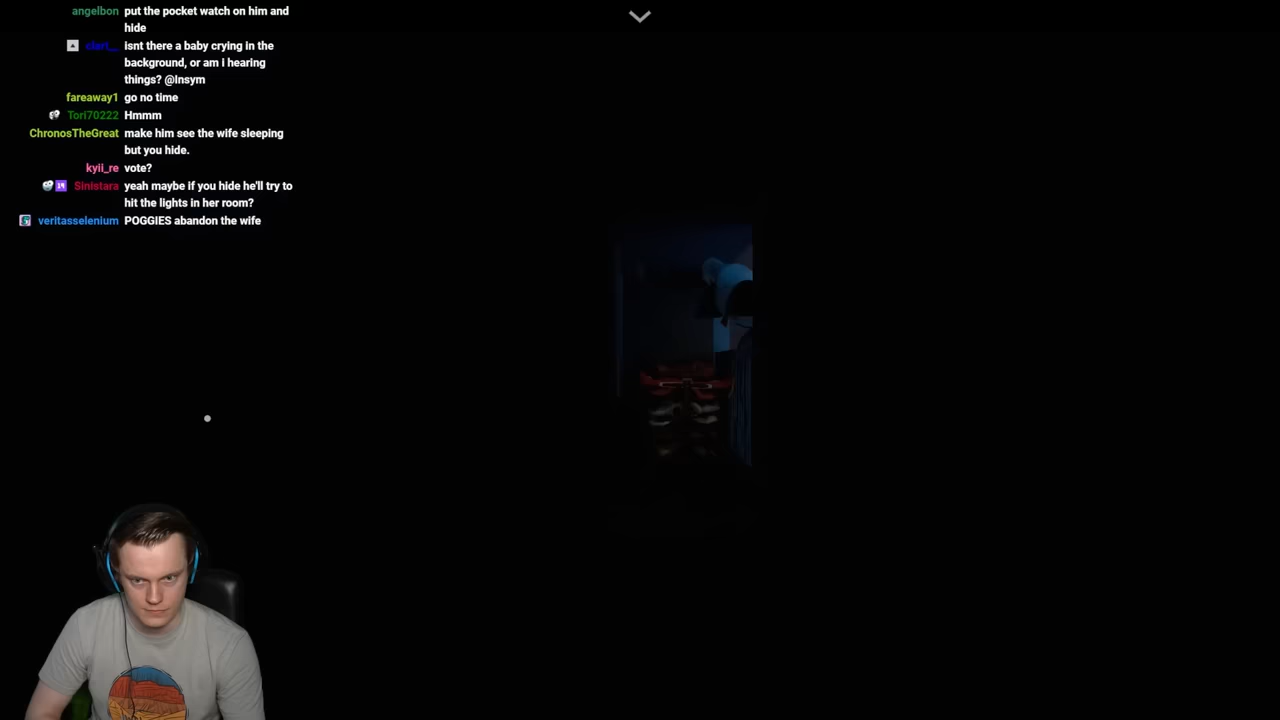 angelbon put the pocket watch on him and
hide
isnt there a baby crying in the
background, or am i hearing
things? @Insym
fareaway1 go no time
Tori70222 Hmmm
ChronosTheGreat make him see the wife sleeping
but you hide.
kyii_re vote?
Sinistara yeah maybe if you hide he'll try to
hit the lights in her room?
veritasselenium POGGIES abandon the wife